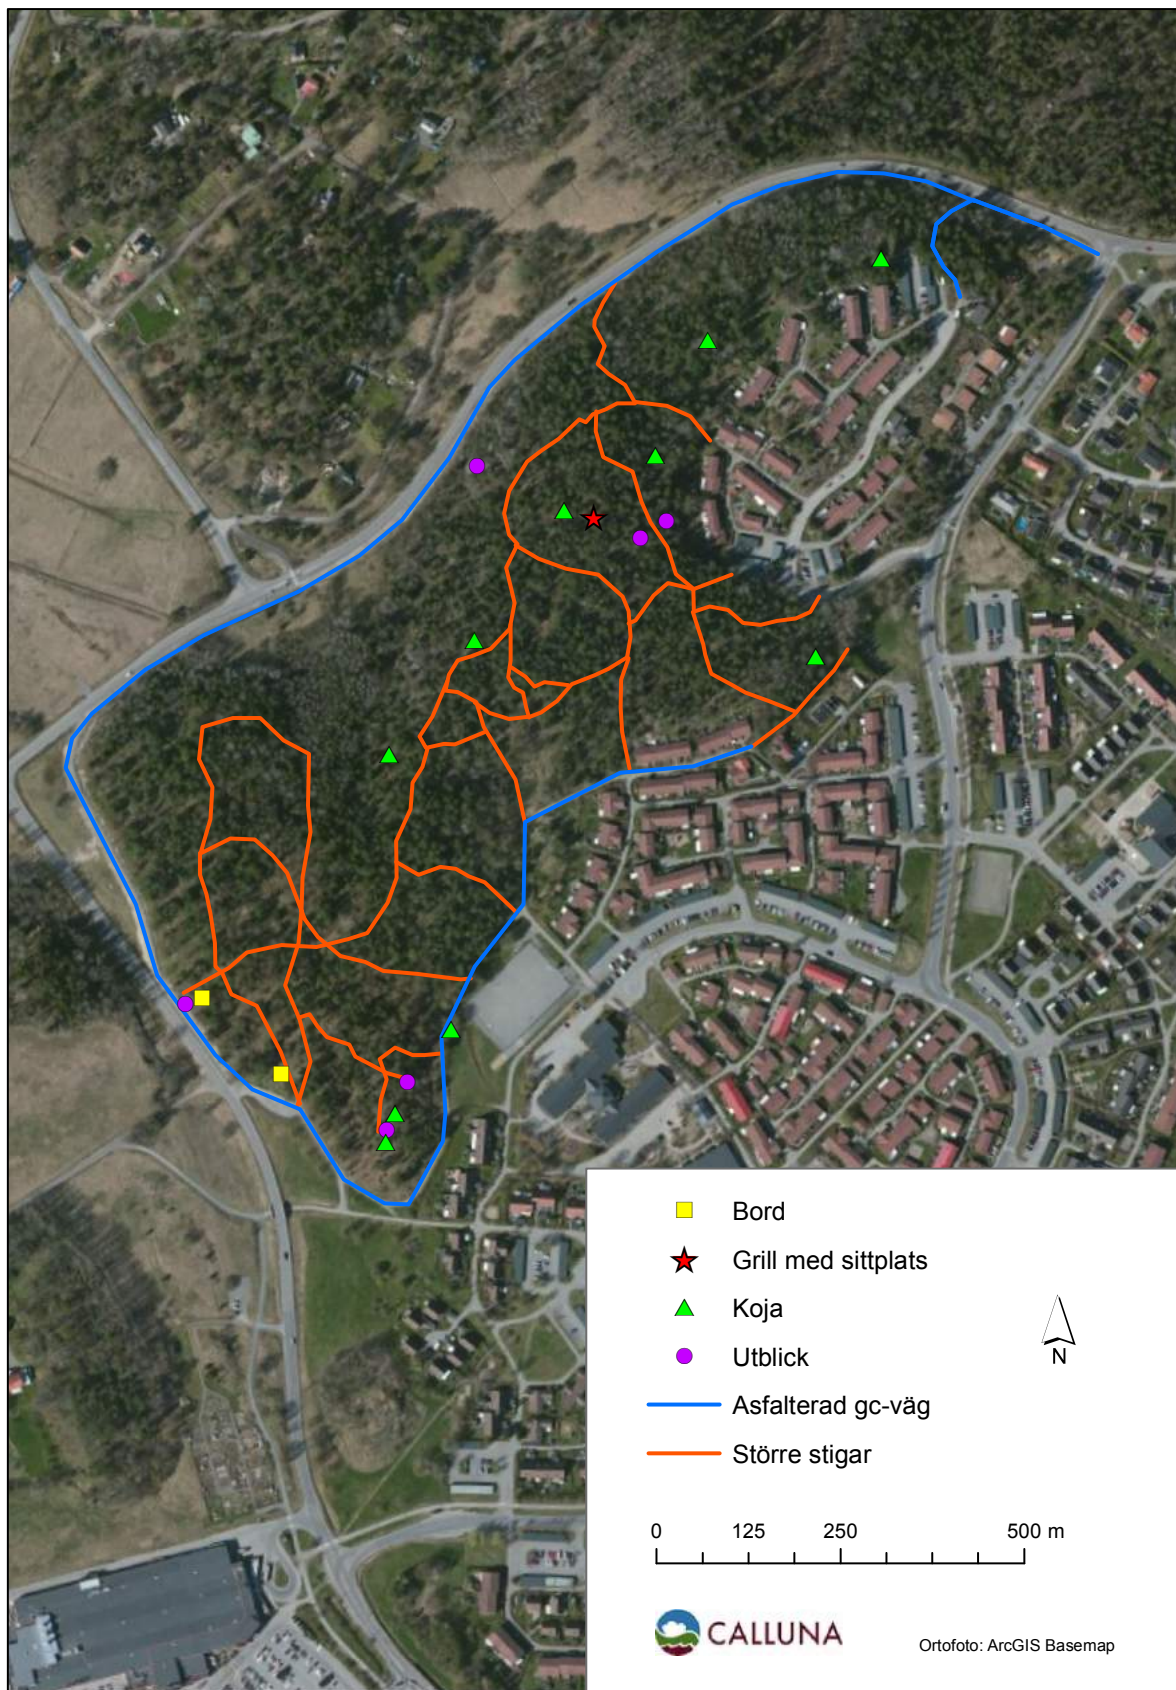 Bord
Grill med sittplats
Koja
Utblick
Asfalterad gc-väg
Större stigar
N
0 125 250 500 m
CALLUNA
Ortofoto: ArcGIS Basemap